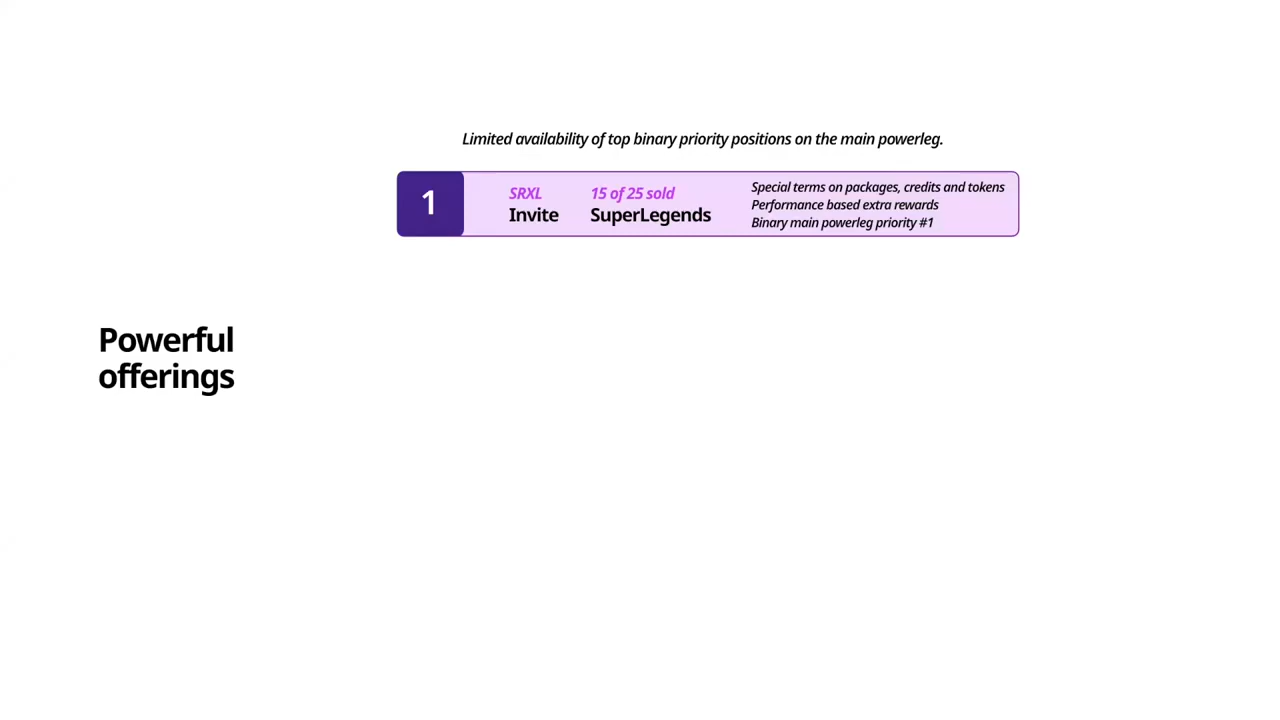 Limited availability of top binary priority positions on the main powerleg.
1
SRXL
Invite
15 of 25 sold
SuperLegends
Special terms on packages, credits and tokens
Performance based extra rewards
Binary main powerleg priority #1
Powerful
offerings